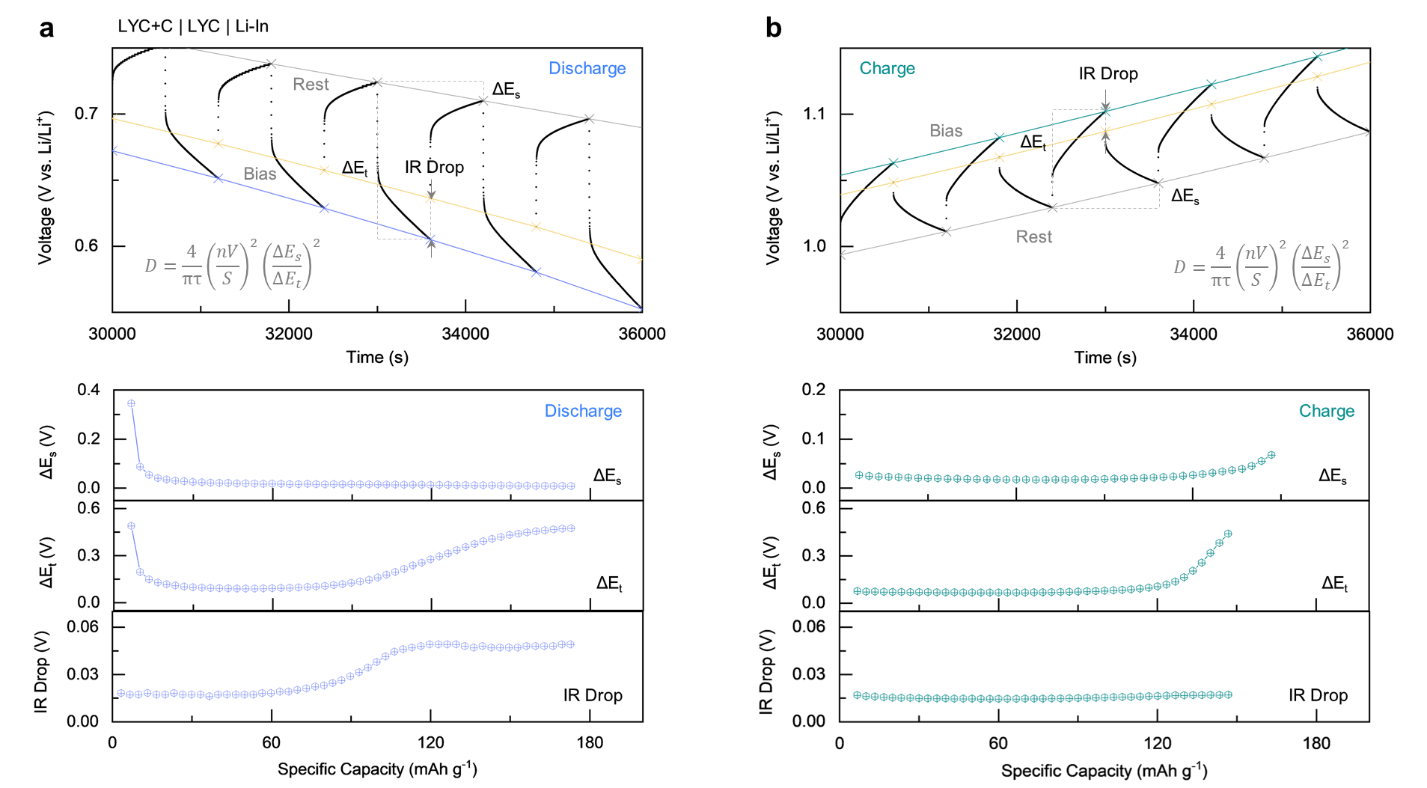 a
LYC+C | LYC | Li-In
Discharge
Rest
ΔEs
ΔEt
IR Drop
Bias
D = 4/πτ (nV/S)² (ΔEs/ΔEt)²
0.7
0.6
Voltage (V vs. Li/Li⁺)
30000 32000 34000 36000
Time (s)
Discharge
0.4
0.2
0.0
ΔEs (V)
ΔEs
0.6
0.3
0.0
ΔEt (V)
ΔEt
0.06
0.03
0.00
IR Drop (V)
IR Drop
0 60 120 180
Specific Capacity (mAh g⁻¹)
b
Charge
IR Drop
Bias
ΔEt
ΔEs
Rest
D = 4/πτ (nV/S)² (ΔEs/ΔEt)²
1.1
1.0
Voltage (V vs. Li/Li⁺)
30000 32000 34000 36000
Time (s)
Charge
0.2
0.1
0.0
ΔEs (V)
ΔEs
0.6
0.3
0.0
ΔEt (V)
ΔEt
0.06
0.03
0.00
IR Drop (V)
IR Drop
0 60 120 180
Specific Capacity (mAh g⁻¹)